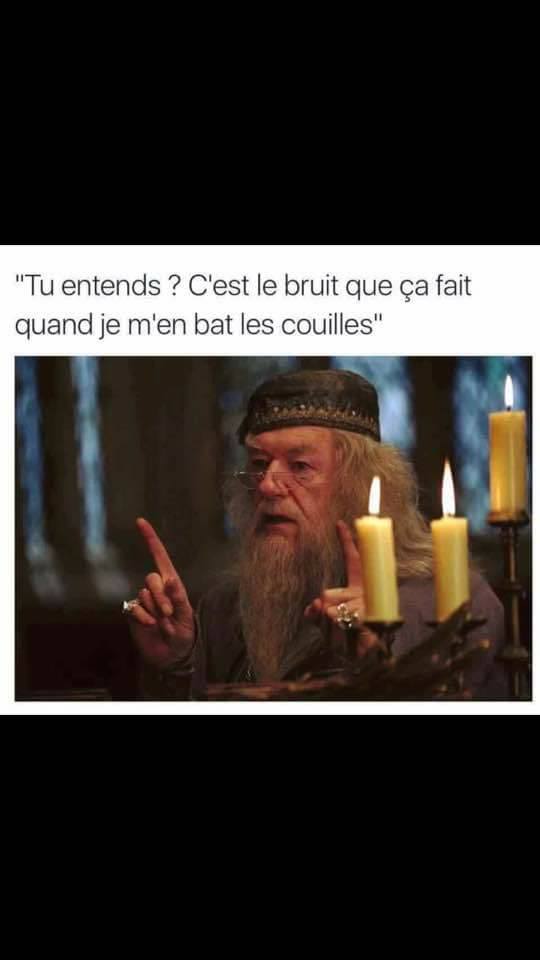 "Tu entends ? C'est le bruit que ça fait
quand je m'en bat les couilles"